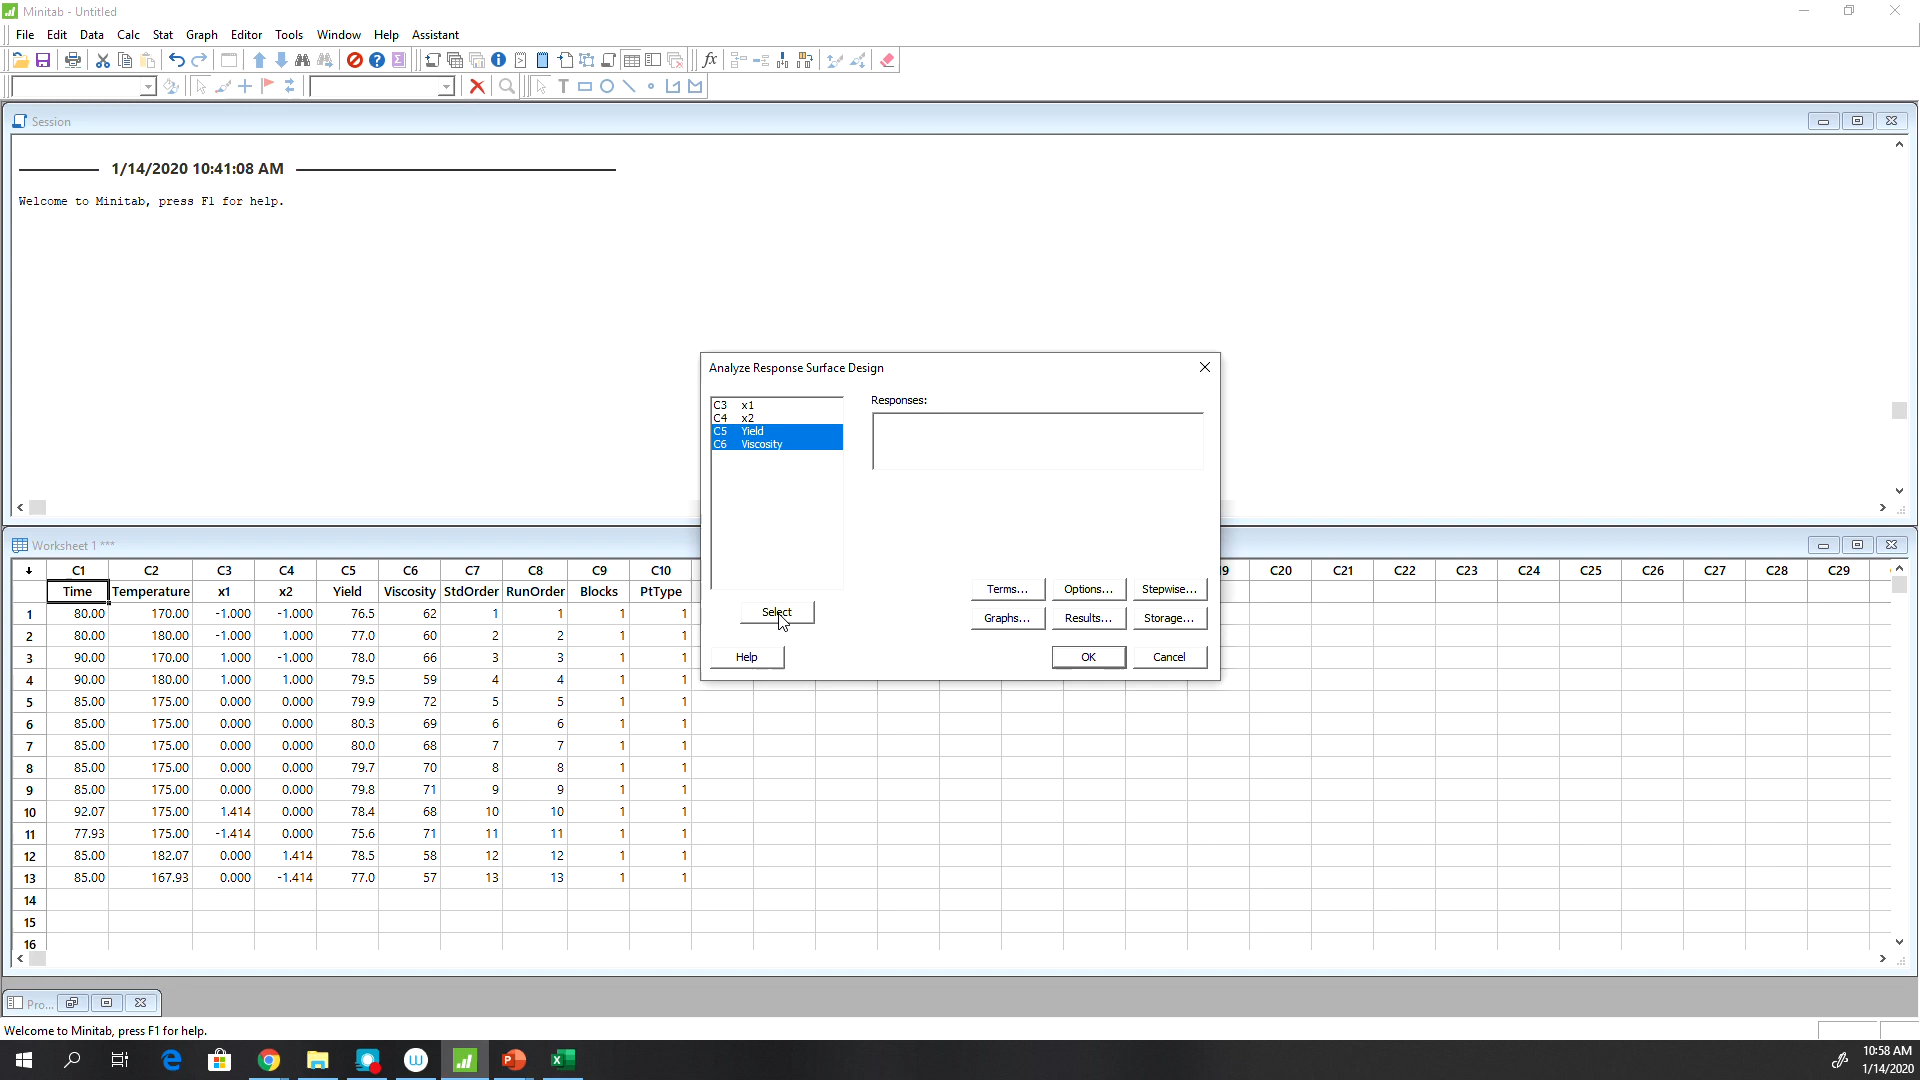 Minitab - Untitled
File Edit Data Calc Stat Graph Editor Tools Window Help Assistant
Session
1/14/2020 10:41:08 AM
Welcome to Minitab, press F1 for help.
Analyze Response Surface Design
C3 x1
C4 x2
C5 Yield
C6 Viscosity
Responses:
Terms... Options... Stepwise...
Select
Graphs... Results... Storage...
Help OK Cancel
Worksheet 1 ***
C1 C2 C3 C4 C5 C6 C7 C8 C9 C10 9 C20 C21 C22 C23 C24 C25 C26 C27 C28 C29
Time Temperature x1 x2 Yield Viscosity StdOrder RunOrder Blocks PtType
1 80.00 170.00 -1.000 -1.000 76.5 62 1 1 1 1
2 80.00 180.00 -1.000 1.000 77.0 60 2 2 1 1
3 90.00 170.00 1.000 -1.000 78.0 66 3 3 1 1
4 90.00 180.00 1.000 1.000 79.5 59 4 4 1 1
5 85.00 175.00 0.000 0.000 79.9 72 5 5 1 1
6 85.00 175.00 0.000 0.000 80.3 69 6 6 1 1
7 85.00 175.00 0.000 0.000 80.0 68 7 7 1 1
8 85.00 175.00 0.000 0.000 79.7 70 8 8 1 1
9 85.00 175.00 0.000 0.000 79.8 71 9 9 1 1
10 92.07 175.00 1.414 0.000 78.4 68 10 10 1 1
11 77.93 175.00 -1.414 0.000 75.6 71 11 11 1 1
12 85.00 182.07 0.000 1.414 78.5 58 12 12 1 1
13 85.00 167.93 0.000 -1.414 77.0 57 13 13 1 1
14
15
16
Pro...
Welcome to Minitab, press F1 for help.
10:58 AM
1/14/2020